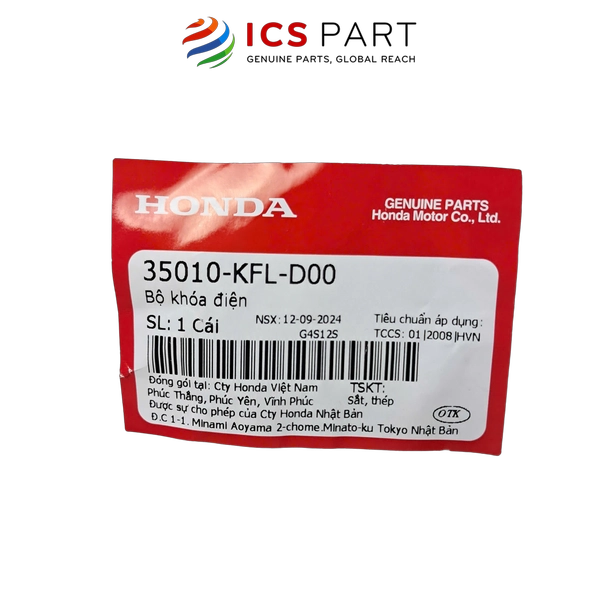 ICS PART
GENUINE PARTS, GLOBAL REACH
HONDA
GENUINE PARTS
Honda Motor Co., Ltd.
35010-KFL-D00
Bộ khóa điện
SL: 1 Cái
NSX: 12-09-2024
G4S12S
Tiêu chuẩn áp dụng:
TCCS: 01|2008|HVN
Đóng gói tại: Cty Honda Việt Nam
Phúc Thắng, Phúc Yên, Vĩnh Phúc
TSKT:
Sắt, thép
Được sự cho phép của Cty Honda Nhật Bản
Đ.C 1-1. Minami Aoyama 2-chome.Minato-ku Tokyo Nhật Bản
OTK